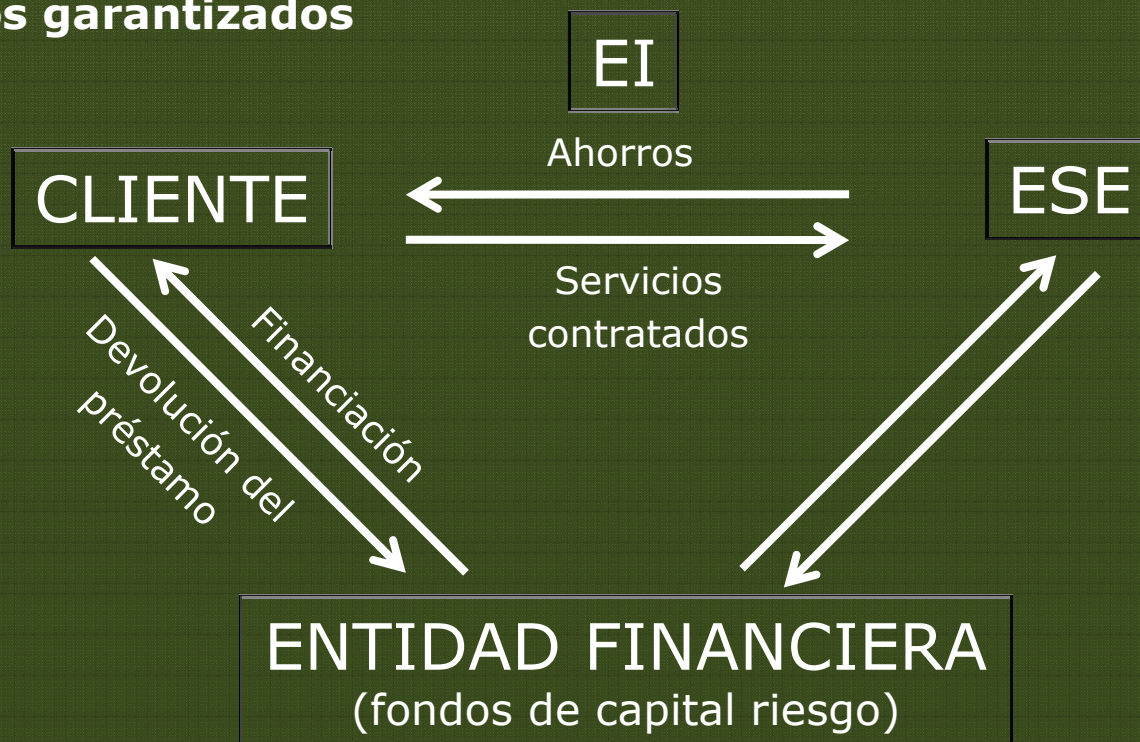 garantizados
EI
Ahorros
CLIENTE
ESE
Servicios
contratados
Financiación
Devolución del
préstamo
ENTIDAD FINANCIERA
(fondos de capital riesgo)